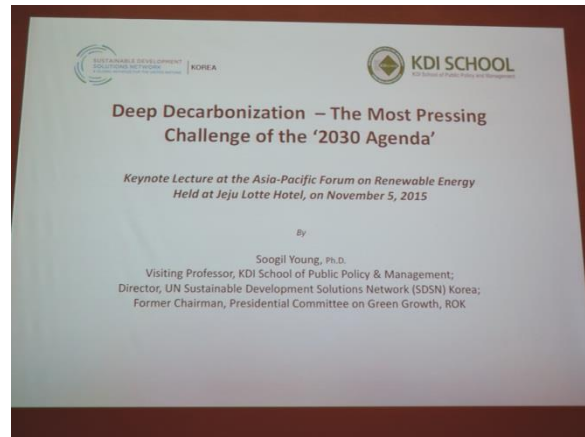 SUSTAINABLE DEVELOPMENT
SOLUTIONS NETWORK
KOREA
KDI SCHOOL
KDI School of Public Policy and Management
Deep Decarbonization – The Most Pressing
Challenge of the ‘2030 Agenda’
Keynote Lecture at the Asia-Pacific Forum on Renewable Energy
Held at Jeju Lotte Hotel, on November 5, 2015
By
Soogil Young, Ph.D.
Visiting Professor, KDI School of Public Policy & Management;
Director, UN Sustainable Development Solutions Network (SDSN) Korea;
Former Chairman, Presidential Committee on Green Growth, ROK